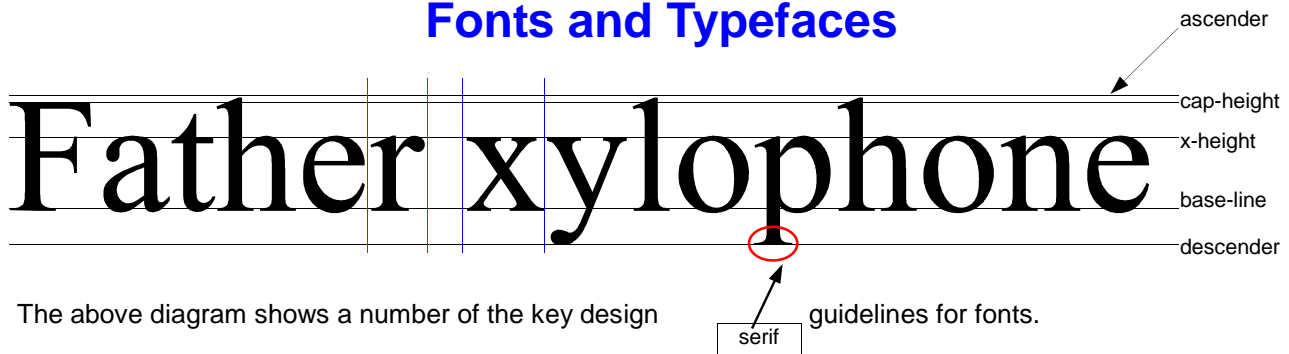 Fonts and Typefaces
ascender
cap-height
Father xylophone
x-height
base-line
descender
The above diagram shows a number of the key design guidelines for fonts.
serif